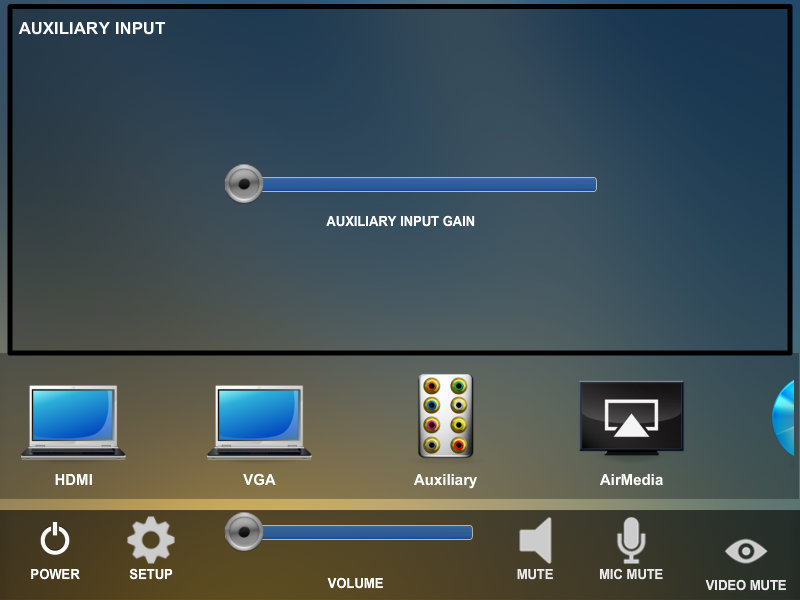 AUXILIARY INPUT
AUXILIARY INPUT GAIN
HDMI
VGA
Auxiliary
AirMedia
POWER
SETUP
VOLUME
MUTE
MIC MUTE
VIDEO MUTE